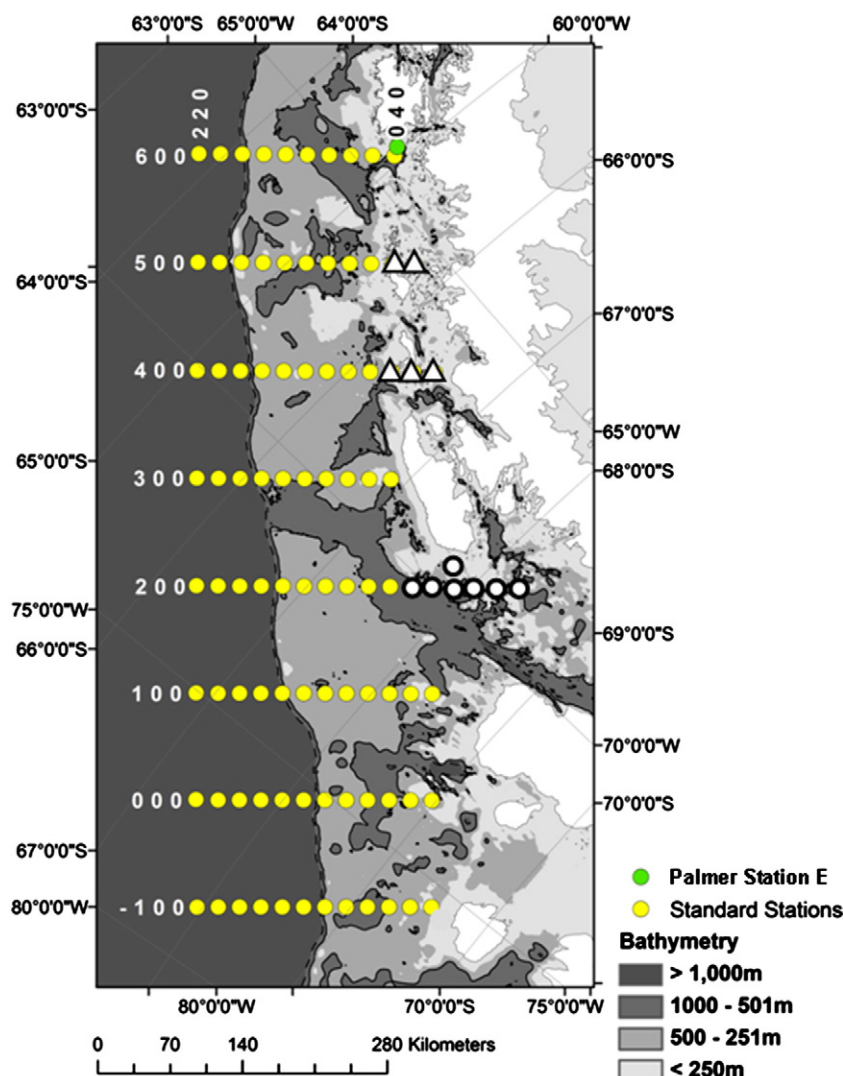 63°0'0"S 65°0'0"W 64°0'0"S 60°0'0"W
63°0'0"S
220
040
600
66°0'0"S
500
64°0'0"S
67°0'0"S
400
65°0'0"W
65°0'0"S
68°0'0"S
300
200
75°0'0"W
69°0'0"S
66°0'0"S
100
70°0'0"W
000
70°0'0"S
67°0'0"S
80°0'0"W
-100
Palmer Station E
Standard Stations
Bathymetry
> 1,000m
1000 - 501m
500 - 251m
< 250m
80°0'0"W 70°0'0"S 75°0'0"W
0 70 140 280 Kilometers